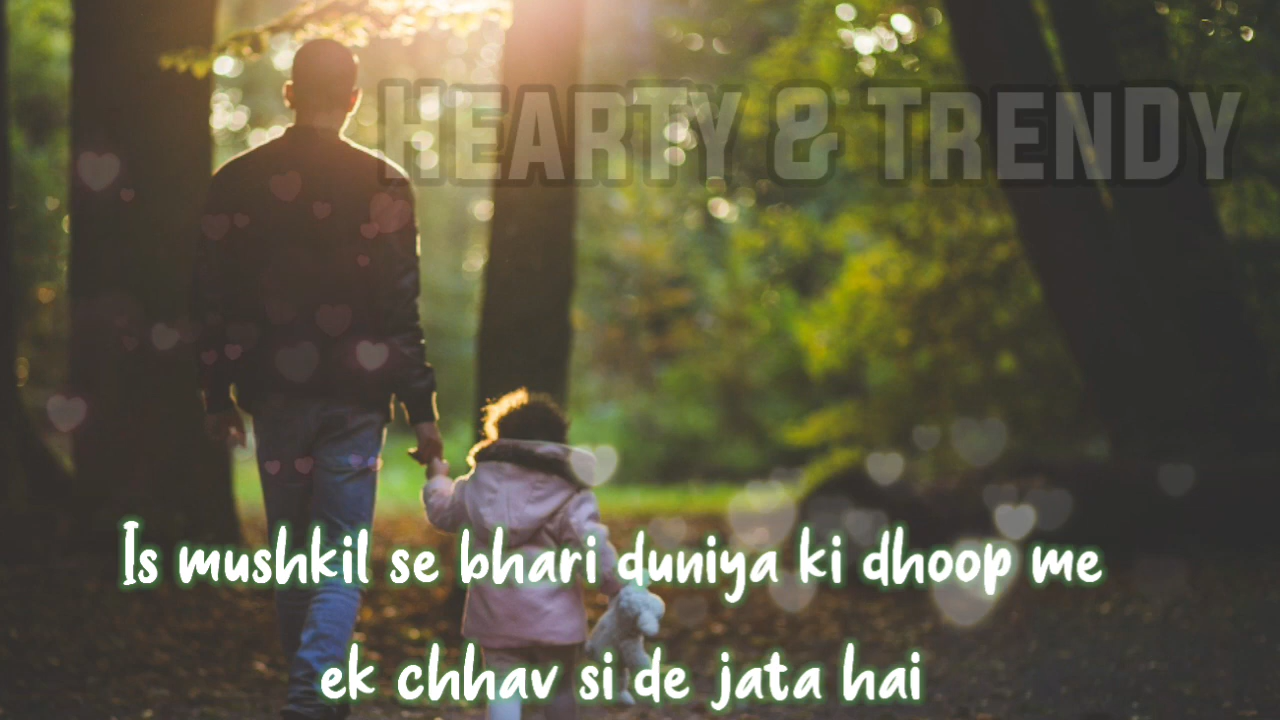 HEARTY & TRENDY
Is mushkil se bhari duniya ki dhoop me
ek chhav si de jata hai